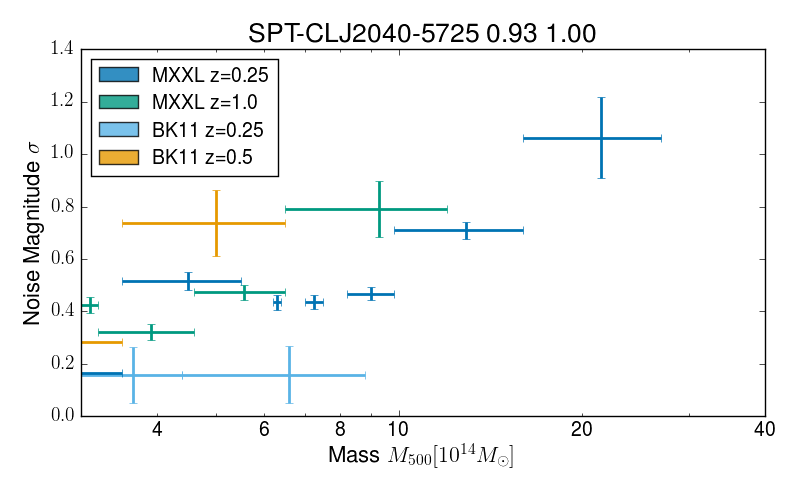 SPT-CLJ2040-5725 0.93 1.00
1.4
1.2
1.0
0.8
0.6
0.4
0.2
0.0
Noise Magnitude σ
MXXL z=0.25
MXXL z=1.0
BK11 z=0.25
BK11 z=0.5
4 6 8 10 20 40
Mass M₅₀₀[10¹⁴M☉]